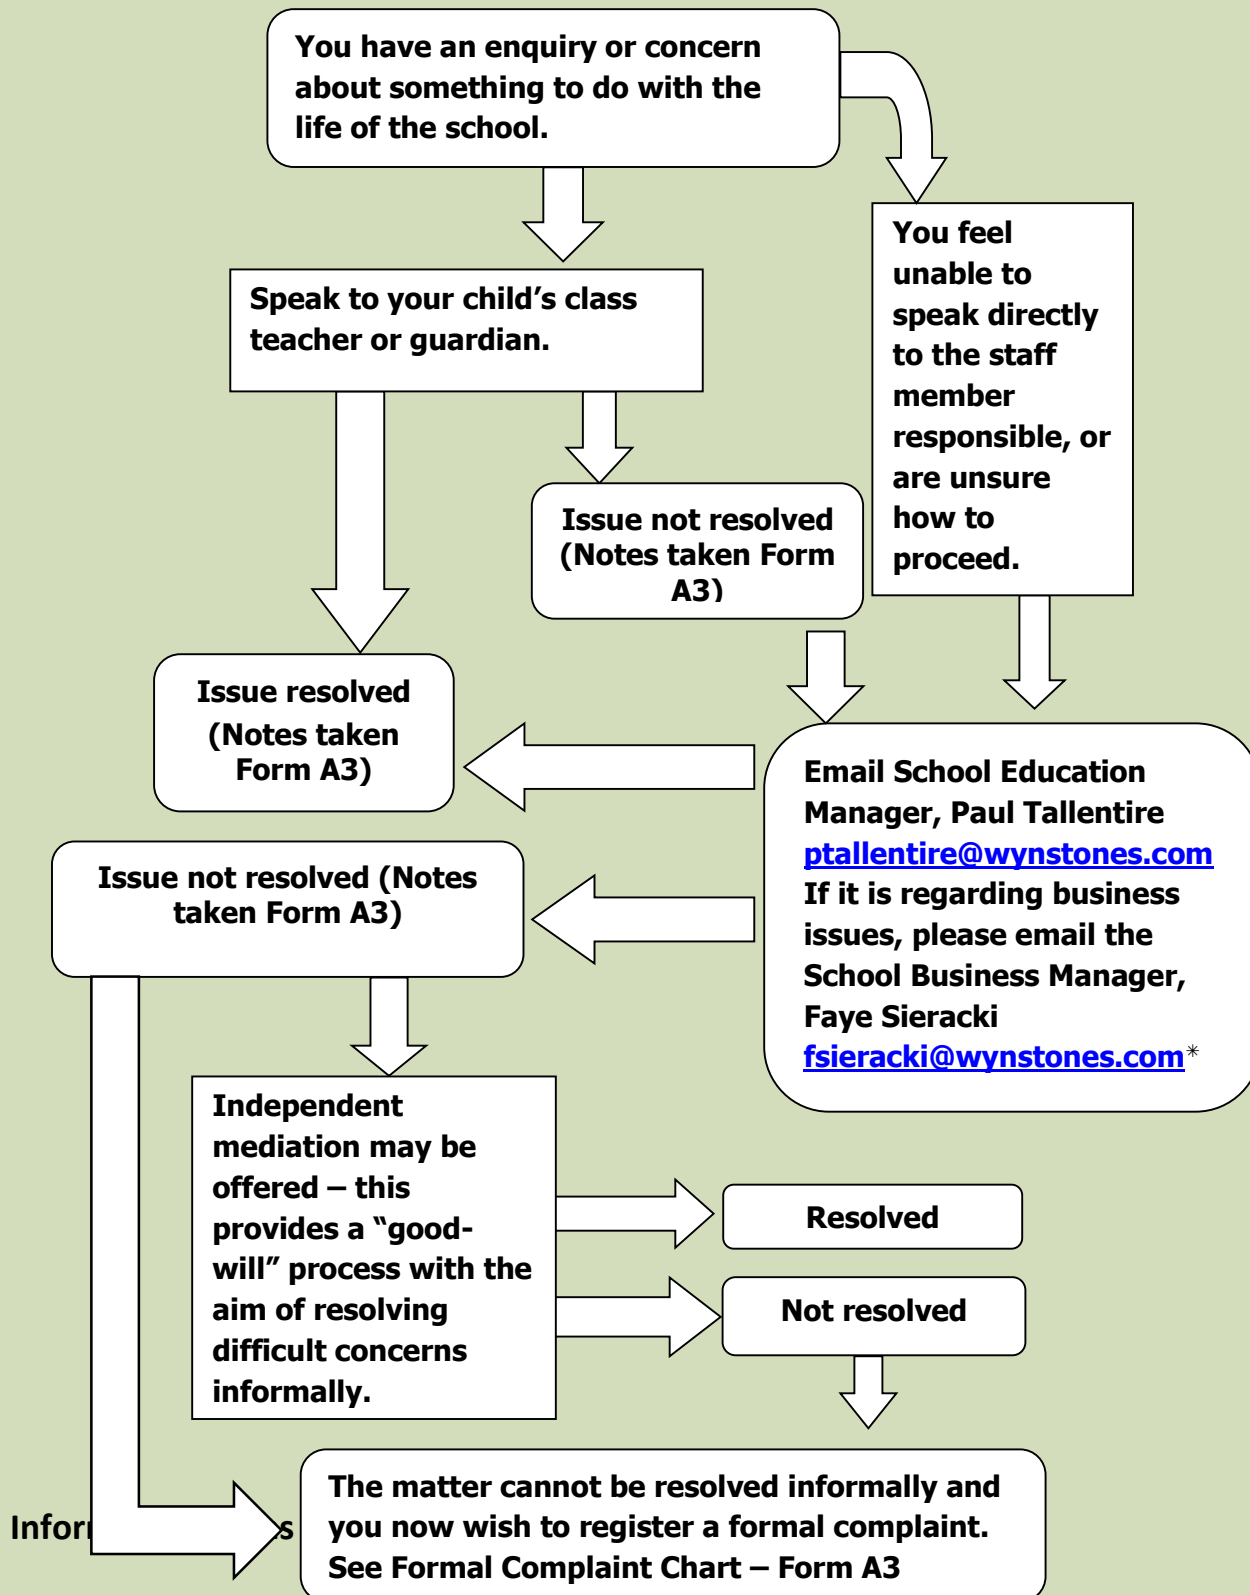 You have an enquiry or concern
about something to do with the
life of the school.
You feel
unable to
speak directly
to the staff
member
responsible, or
are unsure
how to
proceed.
Speak to your child’s class
teacher or guardian.
Issue not resolved
(Notes taken Form
A3)
Issue resolved
(Notes taken
Form A3)
Email School Education
Manager, Paul Tallentire
ptallentire@wynstones.com
If it is regarding business
issues, please email the
School Business Manager,
Faye Sieracki
fsieracki@wynstones.com*
Issue not resolved (Notes
taken Form A3)
Independent
mediation may be
offered – this
provides a “good-
will” process with the
aim of resolving
difficult concerns
informally.
Resolved
Not resolved
The matter cannot be resolved informally and
you now wish to register a formal complaint.
See Formal Complaint Chart – Form A3